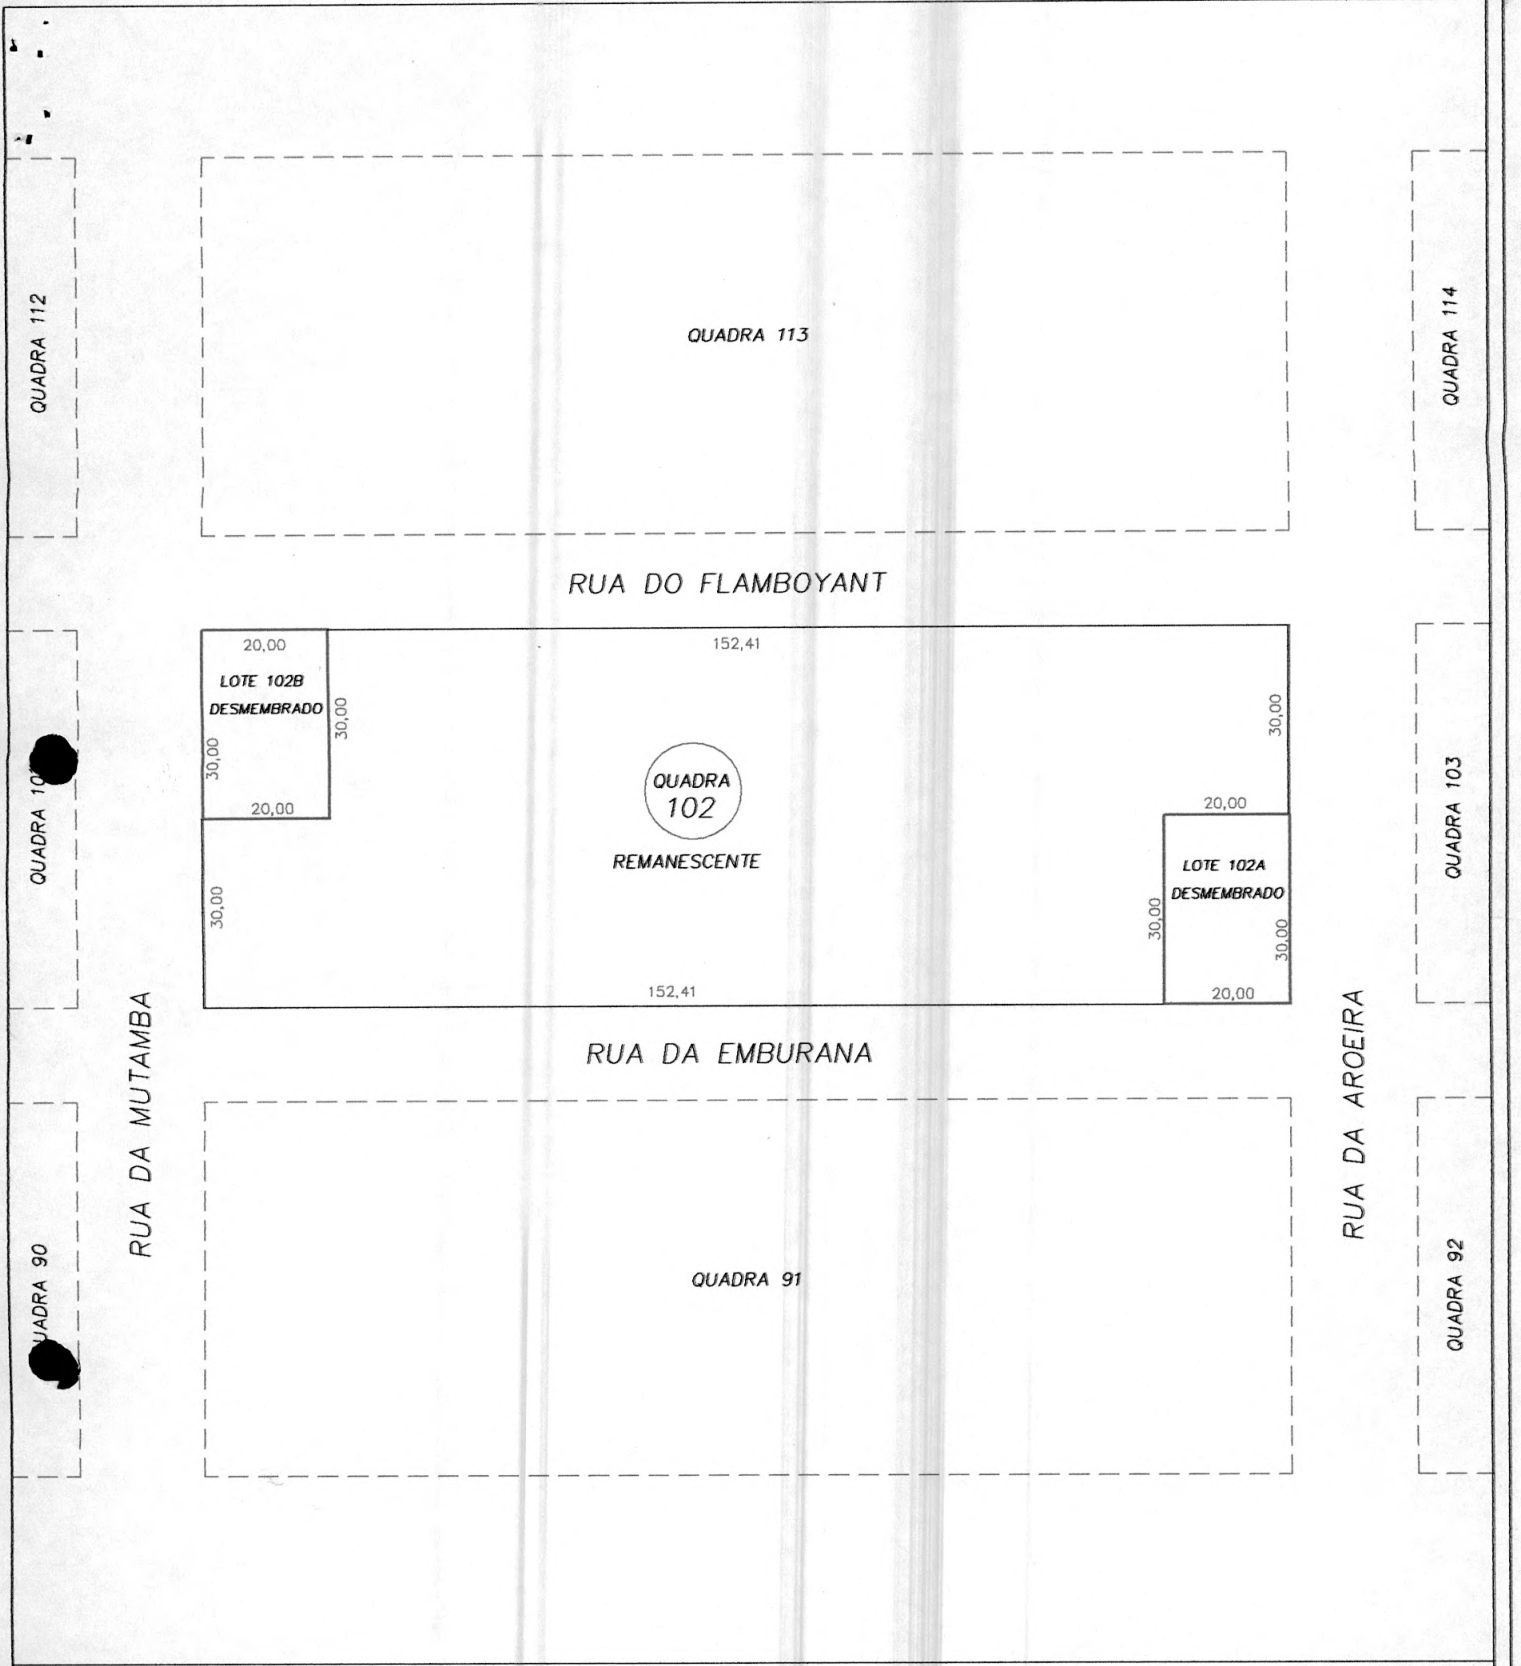 QUADRA 112
QUADRA 113
QUADRA 114
RUA DO FLAMBOYANT
20,00
152,41
LOTE 102B
DESMEMBRADO
30,00
30,00
20,00
30,00
30,00
QUADRA
102
REMANESCENTE
20,00
LOTE 102A
DESMEMBRADO
30,00
30,00
20,00
152,41
QUADRA
QUADRA 103
RUA DA MUTAMBA
RUA DA EMBURANA
RUA DA AROEIRA
UADRA 90
QUADRA 91
QUADRA 92